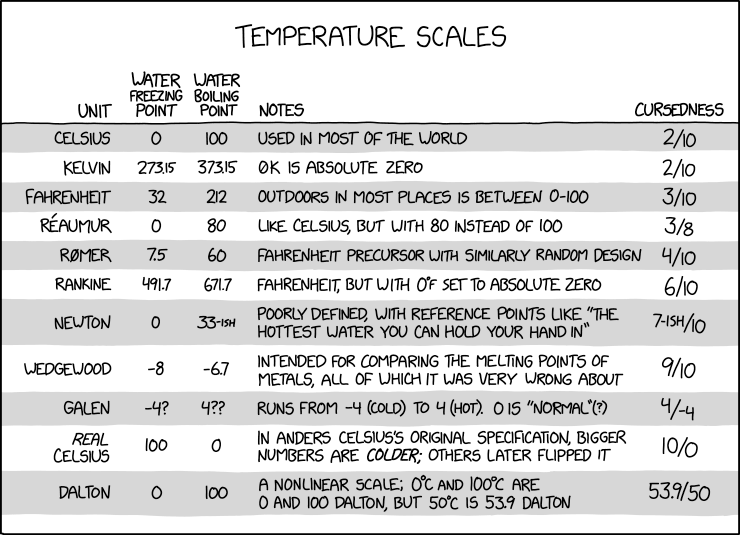 TEMPERATURE SCALES
UNIT WATER FREEZING POINT WATER BOILING POINT NOTES CURSEDNESS
CELSIUS 0 100 USED IN MOST OF THE WORLD 2/10
KELVIN 273.15 373.15 0K IS ABSOLUTE ZERO 2/10
FAHRENHEIT 32 212 OUTDOORS IN MOST PLACES IS BETWEEN 0-100 3/10
RÉAUMUR 0 80 LIKE CELSIUS, BUT WITH 80 INSTEAD OF 100 3/8
RØMER 7.5 60 FAHRENHEIT PRECURSOR WITH SIMILARLY RANDOM DESIGN 4/10
RANKINE 491.7 671.7 FAHRENHEIT, BUT WITH 0°F SET TO ABSOLUTE ZERO 6/10
NEWTON 0 33-ISH POORLY DEFINED, WITH REFERENCE POINTS LIKE "THE
HOTTEST WATER YOU CAN HOLD YOUR HAND IN" 7-ISH/10
WEDGEWOOD -8 -6.7 INTENDED FOR COMPARING THE MELTING POINTS OF
METALS, ALL OF WHICH IT WAS VERY WRONG ABOUT 9/10
GALEN -4? 4?? RUNS FROM -4 (COLD) TO 4 (HOT). 0 IS "NORMAL"(?) 4/-4
REAL CELSIUS 100 0 IN ANDERS CELSIUS'S ORIGINAL SPECIFICATION, BIGGER
NUMBERS ARE COLDER; OTHERS LATER FLIPPED IT 10/0
DALTON 0 100 A NONLINEAR SCALE; 0°C AND 100°C ARE
0 AND 100 DALTON, BUT 50°C IS 53.9 DALTON 53.9/50